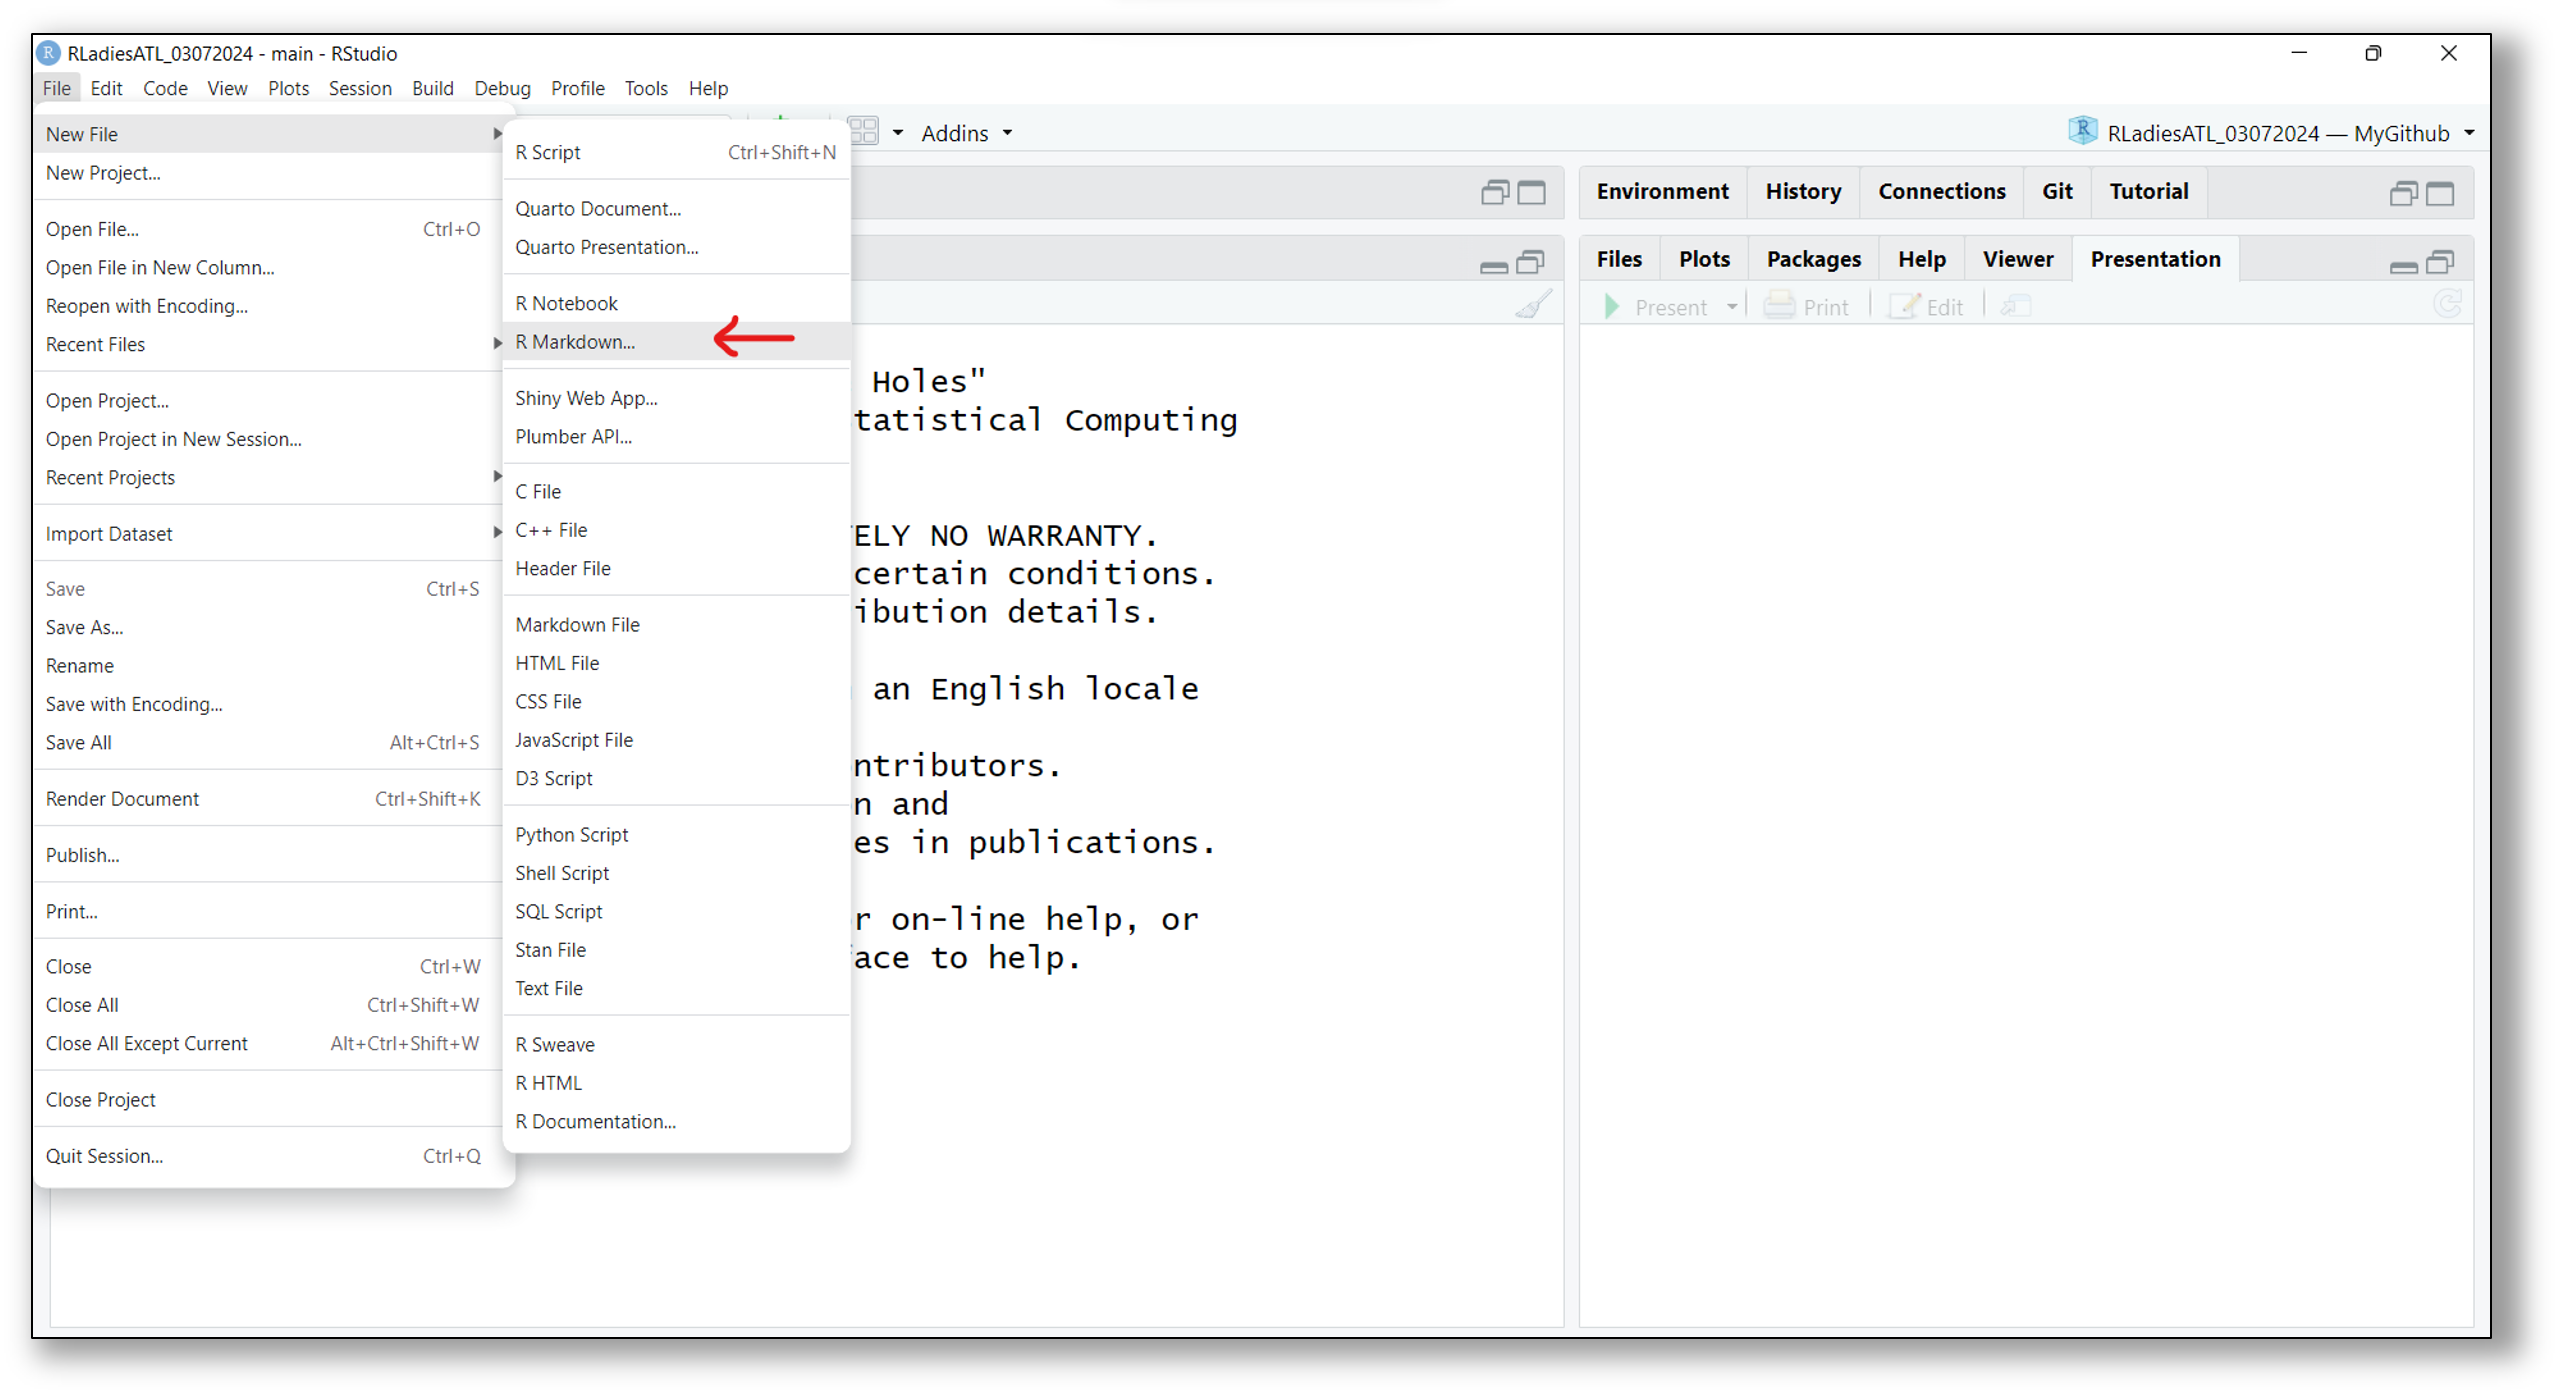 RLadiesATL_03072024 - main - RStudio
File Edit Code View Plots Session Build Debug Profile Tools Help
Addins
RLadiesATL_03072024 — MyGithub
New File
New Project...
Open File... Ctrl+O
Open File in New Column...
Reopen with Encoding...
Recent Files
Open Project...
Open Project in New Session...
Recent Projects
Import Dataset
Save Ctrl+S
Save As...
Rename
Save with Encoding...
Save All Alt+Ctrl+S
Render Document Ctrl+Shift+K
Publish...
Print...
Close Ctrl+W
Close All Ctrl+Shift+W
Close All Except Current Alt+Ctrl+Shift+W
Close Project
Quit Session... Ctrl+Q
R Script Ctrl+Shift+N
Quarto Document...
Quarto Presentation...
R Notebook
R Markdown...
Shiny Web App...
Plumber API...
C File
C++ File
Header File
Markdown File
HTML File
CSS File
JavaScript File
D3 Script
Python Script
Shell Script
SQL Script
Stan File
Text File
R Sweave
R HTML
R Documentation...
Holes"
tatistical Computing
ELY NO WARRANTY.
certain conditions.
ibution details.
an English locale
ntributors.
n and
es in publications.
r on-line help, or
face to help.
Environment History Connections Git Tutorial
Files Plots Packages Help Viewer Presentation
Present Print Edit